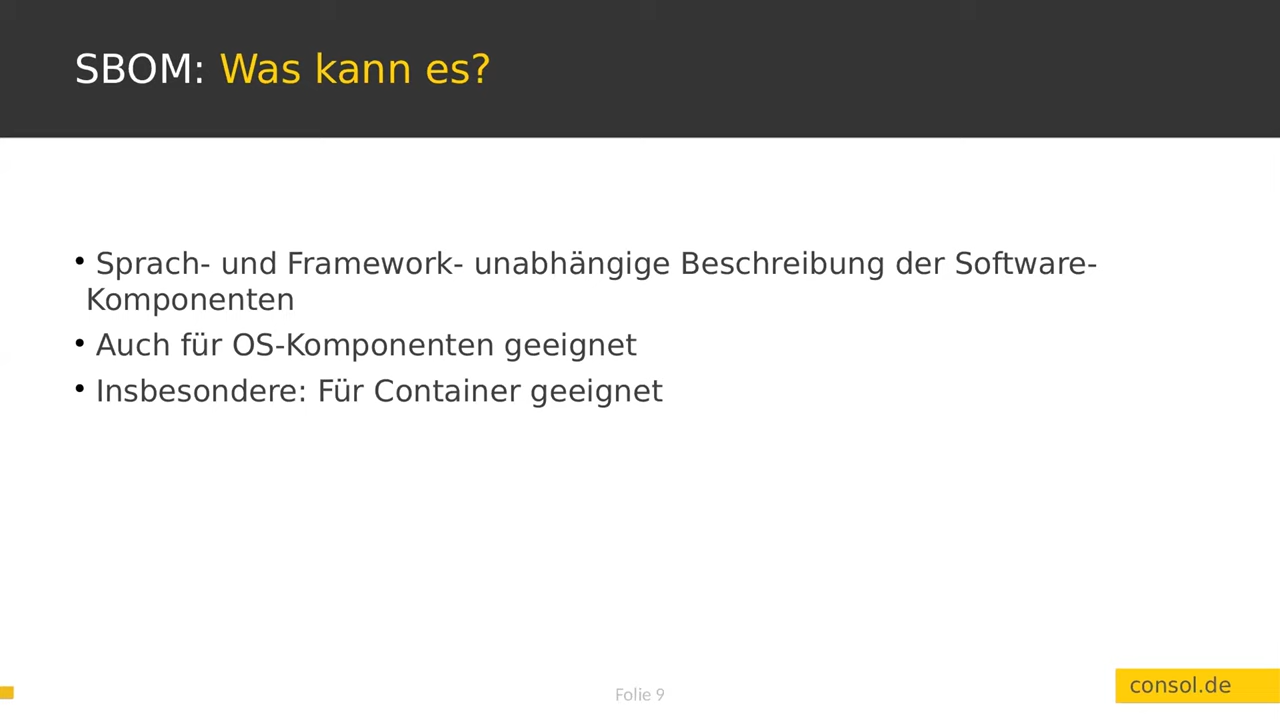 SBOM: Was kann es?
• Sprach- und Framework- unabhängige Beschreibung der Software-
Komponenten
• Auch für OS-Komponenten geeignet
• Insbesondere: Für Container geeignet
Folie 9
consol.de